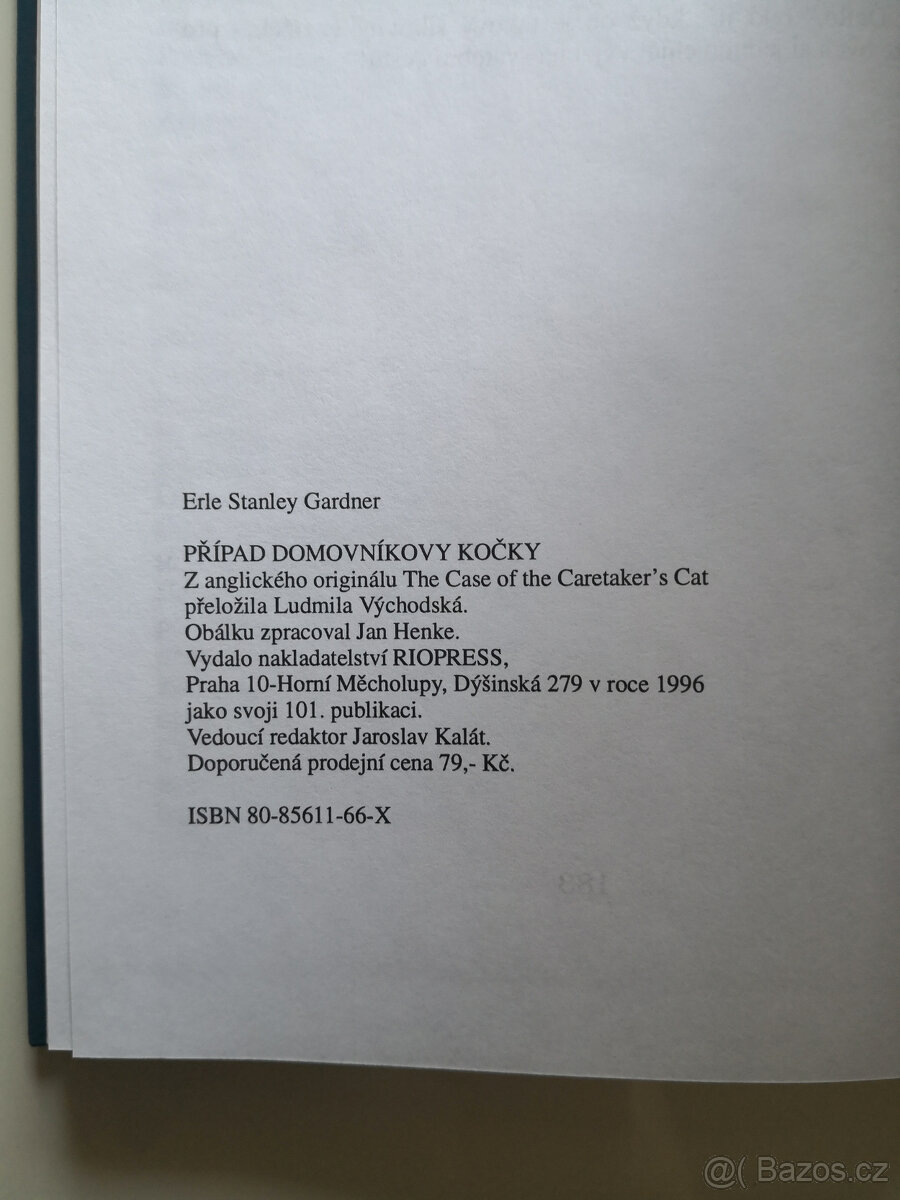 Erle Stanley Gardner
PŘÍPAD DOMOVNÍKOVY KOČKY
Z anglického originálu The Case of the Caretaker's Cat
přeložila Ludmila Východská.
Obálku zpracoval Jan Henke.
Vydalo nakladatelství RIOPRESS,
Praha 10-Horní Měcholupy, Dýšinská 279 v roce 1996
jako svoji 101. publikaci.
Vedoucí redaktor Jaroslav Kalát.
Doporučená prodejní cena 79,- Kč.
ISBN 80-85611-66-X
183
@( Bazos.cz